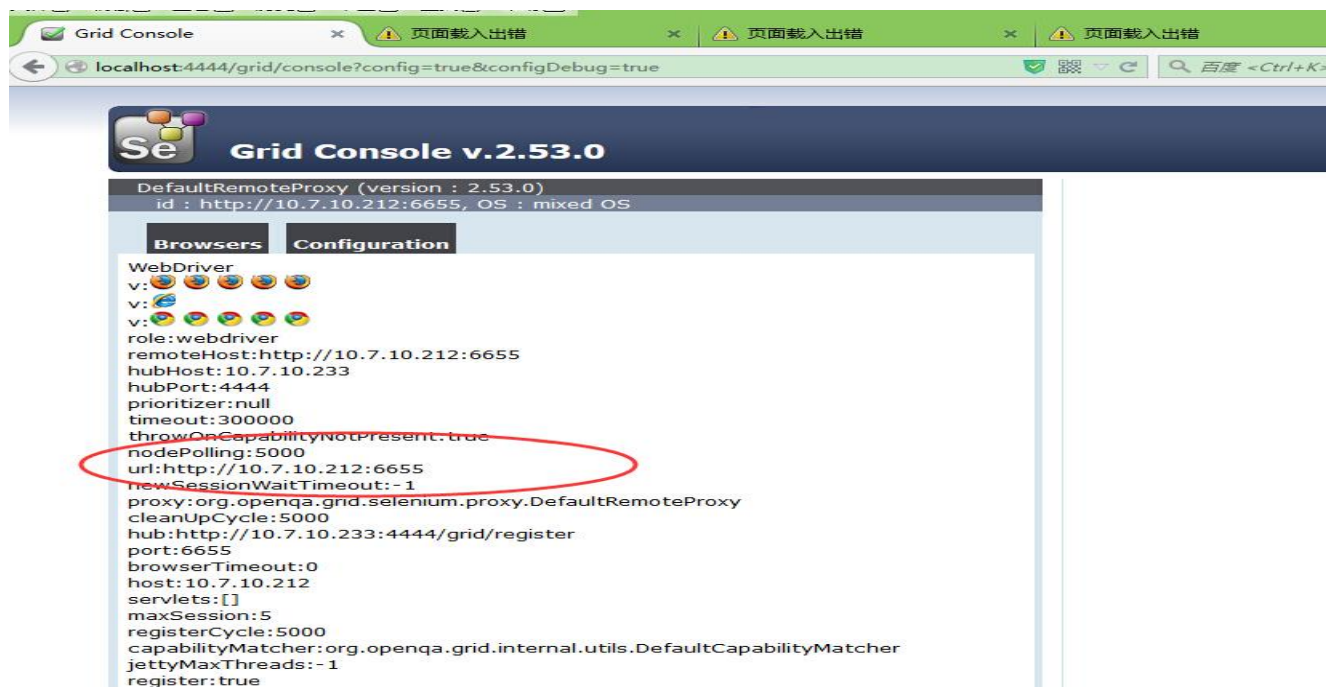 Grid Console
页面载入出错
页面载入出错
页面载入出错
localhost:4444/grid/console?config=true&configDebug=true
百度 <Ctrl+K>
Se
Grid Console v.2.53.0
DefaultRemoteProxy (version : 2.53.0)
id : http://10.7.10.212:6655, OS : mixed OS
Browsers Configuration
WebDriver
v:
v:
v:
role:webdriver
remoteHost:http://10.7.10.212:6655
hubHost:10.7.10.233
hubPort:4444
prioritizer:null
timeout:300000
throwOnCapabilityNotPresent:true
nodePolling:5000
url:http://10.7.10.212:6655
newSessionWaitTimeout:-1
proxy:org.openqa.grid.selenium.proxy.DefaultRemoteProxy
cleanUpCycle:5000
hub:http://10.7.10.233:4444/grid/register
port:6655
browserTimeout:0
host:10.7.10.212
servlets:[]
maxSession:5
registerCycle:5000
capabilityMatcher:org.openqa.grid.internal.utils.DefaultCapabilityMatcher
jettyMaxThreads:-1
register:true